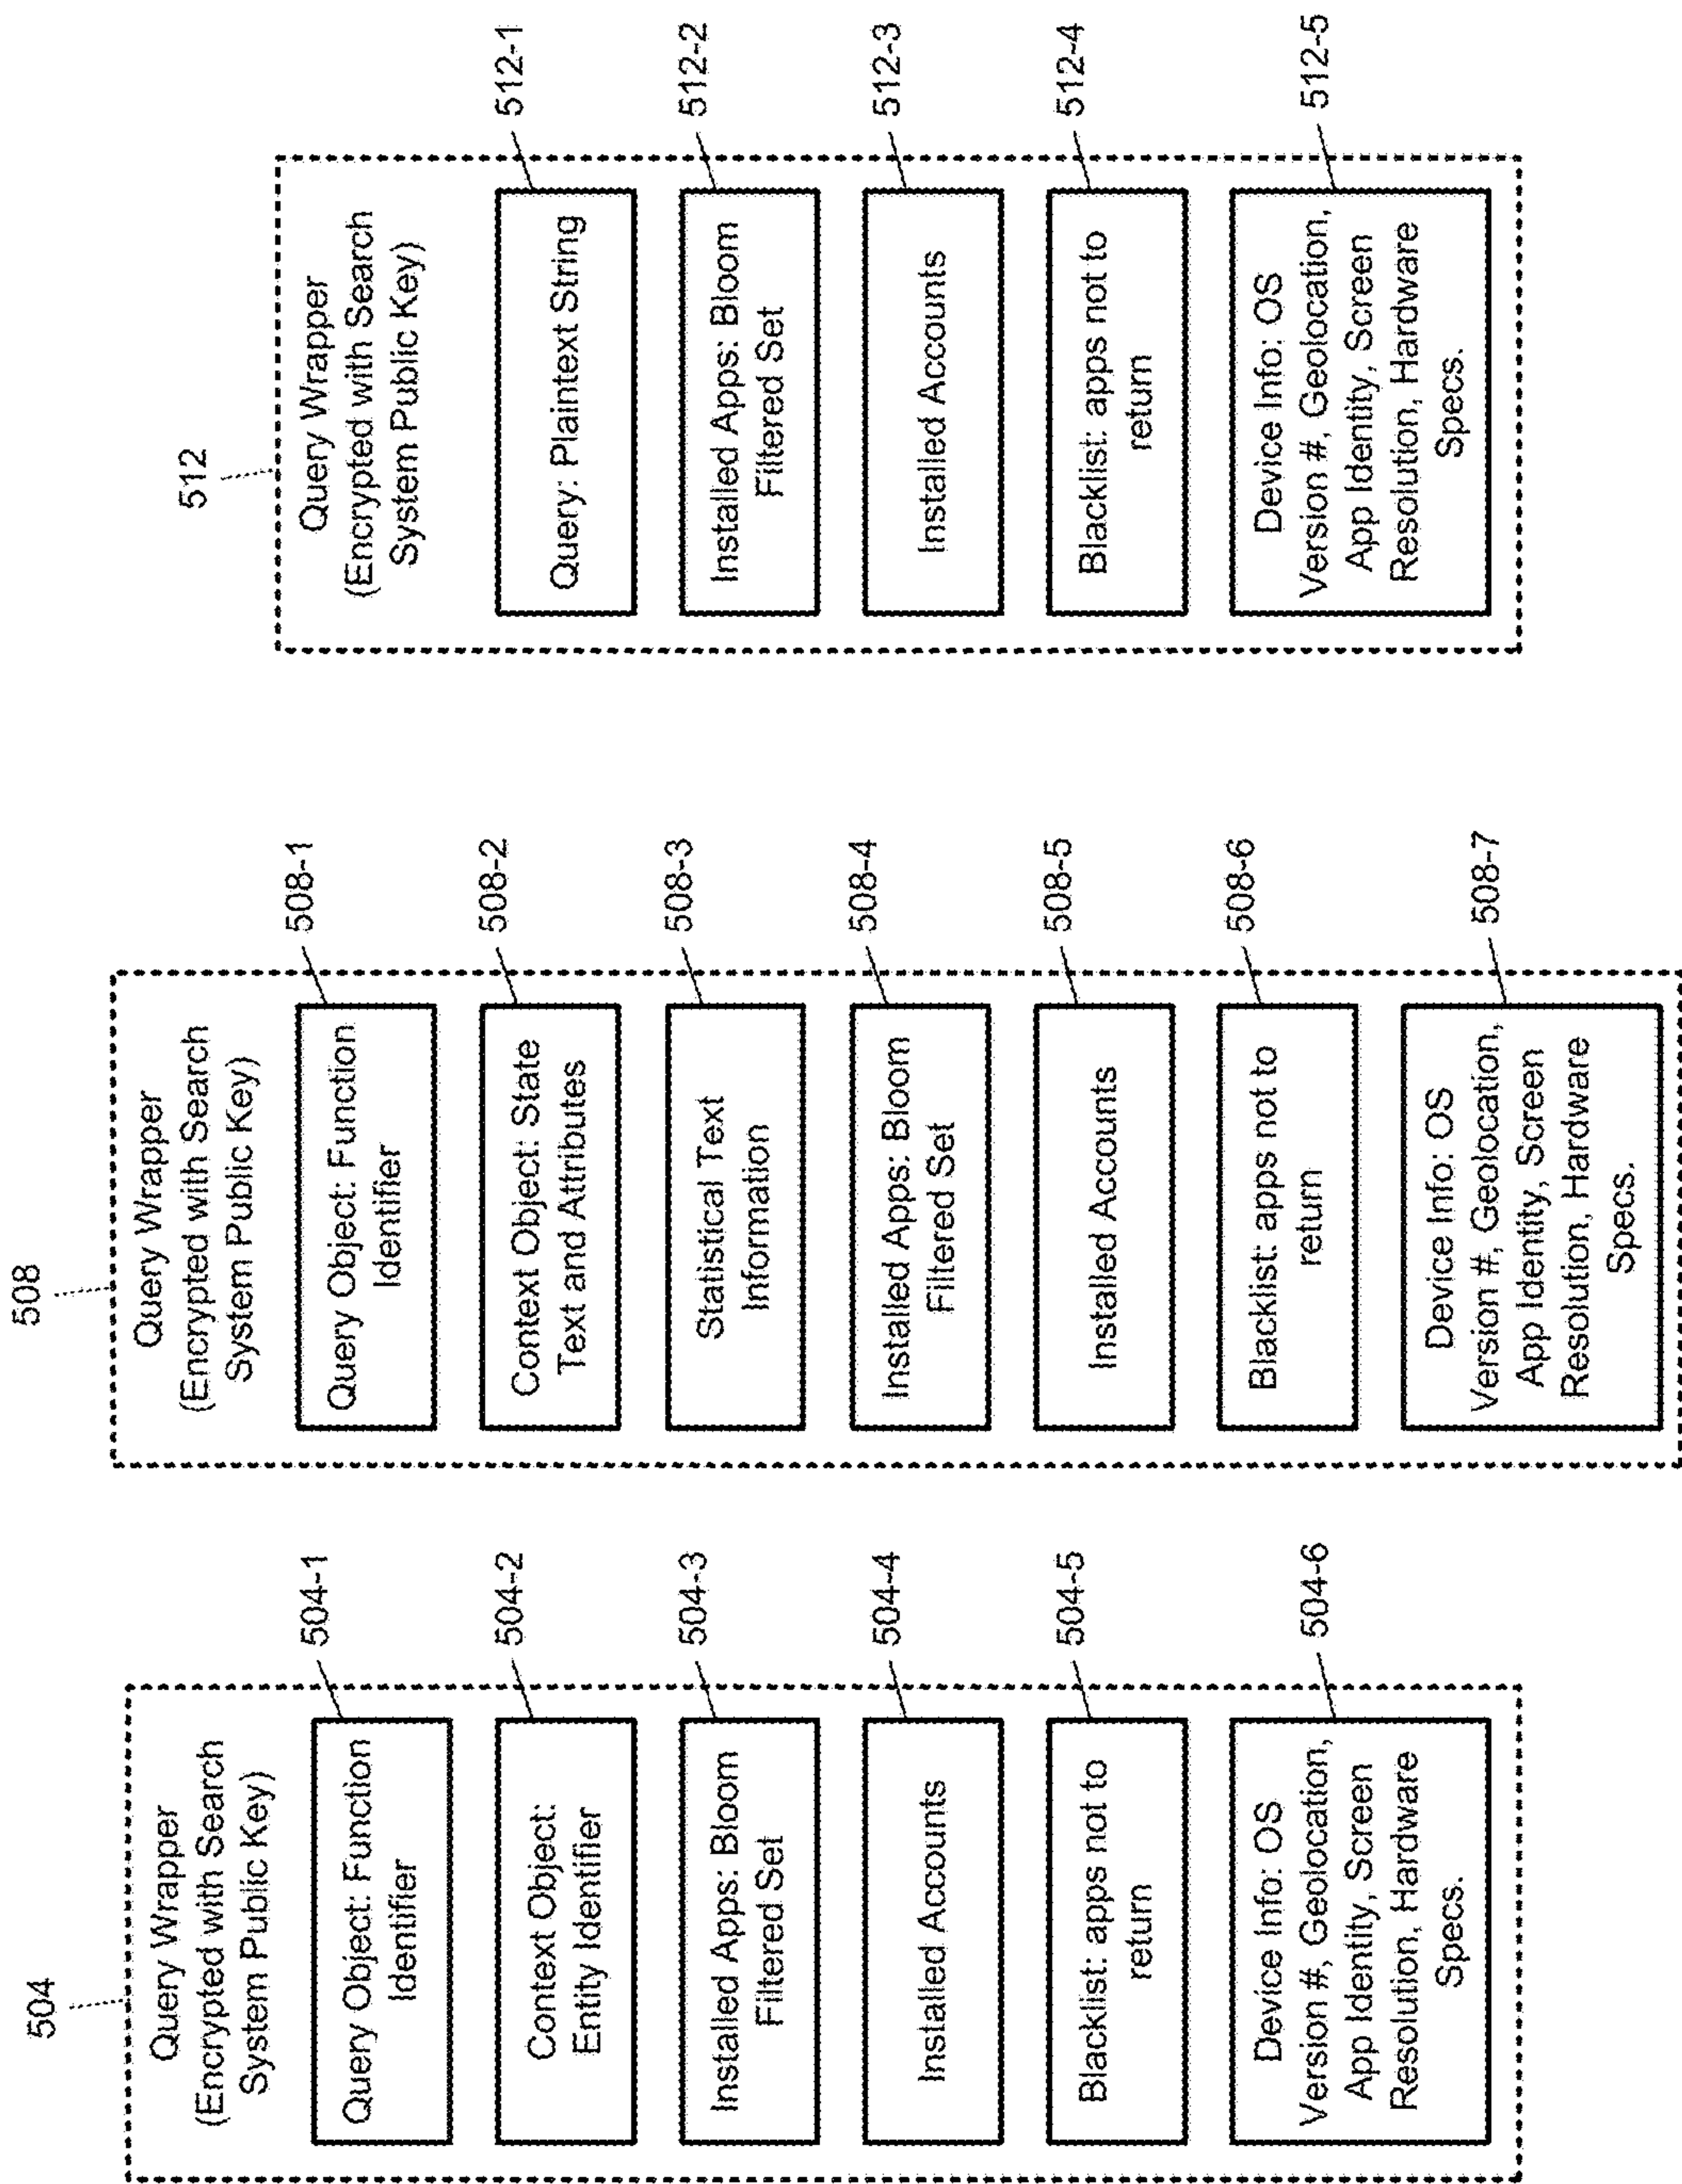 504
Query Wrapper
(Encrypted with Search
System Public Key)
504-1
Query Object: Function
Identifier
504-2
Context Object:
Entity Identifier
504-3
Installed Apps: Bloom
Filtered Set
504-4
Installed Accounts
504-5
Blacklist: apps not to
return
504-6
Device Info: OS
Version #, Geolocation,
App Identity, Screen
Resolution, Hardware
Specs.
508
Query Wrapper
(Encrypted with Search
System Public Key)
508-1
Query Object: Function
Identifier
508-2
Context Object: State
Text and Attributes
508-3
Statistical Text
Information
508-4
Installed Apps: Bloom
Filtered Set
508-5
Installed Accounts
508-6
Blacklist: apps not to
return
508-7
Device Info: OS
Version #, Geolocation,
App Identity, Screen
Resolution, Hardware
Specs.
512
Query Wrapper
(Encrypted with Search
System Public Key)
512-1
Query: Plaintext String
512-2
Installed Apps: Bloom
Filtered Set
512-3
Installed Accounts
512-4
Blacklist: apps not to
return
512-5
Device Info: OS
Version #, Geolocation,
App Identity, Screen
Resolution, Hardware
Specs.